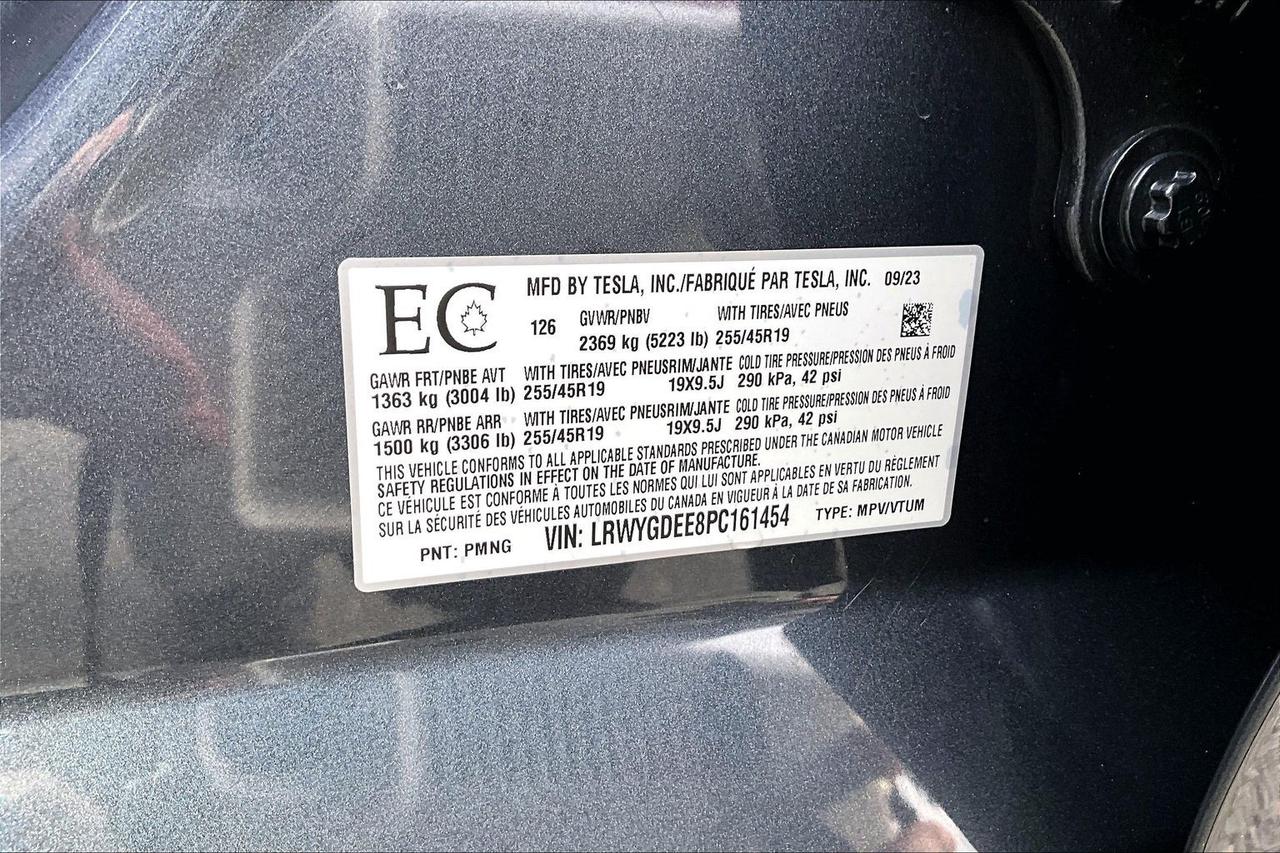 MFD BY TESLA, INC./FABRIQUÉ PAR TESLA, INC. 09/23
EC
126
GVWR/PNBV WITH TIRES/AVEC PNEUS
2369 kg (5223 lb) 255/45R19
GAWR FRT/PNBE AVT WITH TIRES/AVEC PNEUS RIM/JANTE COLD TIRE PRESSURE/PRESSION DES PNEUS À FROID
1363 kg (3004 lb) 255/45R19 19X9.5J 290 kPa, 42 psi
GAWR RR/PNBE ARR WITH TIRES/AVEC PNEUS RIM/JANTE COLD TIRE PRESSURE/PRESSION DES PNEUS À FROID
1500 kg (3306 lb) 255/45R19 19X9.5J 290 kPa, 42 psi
THIS VEHICLE CONFORMS TO ALL APPLICABLE STANDARDS PRESCRIBED UNDER THE CANADIAN MOTOR VEHICLE
SAFETY REGULATIONS IN EFFECT ON THE DATE OF MANUFACTURE.
CE VÉHICULE EST CONFORME À TOUTES LES NORMES QUI LUI SONT APPLICABLES EN VERTU DU RÈGLEMENT
SUR LA SÉCURITÉ DES VÉHICULES AUTOMOBILES DU CANADA EN VIGUEUR À LA DATE DE SA FABRICATION.
PNT: PMNG VIN: LRWYGDEE8PC161454 TYPE: MPV/VTUM